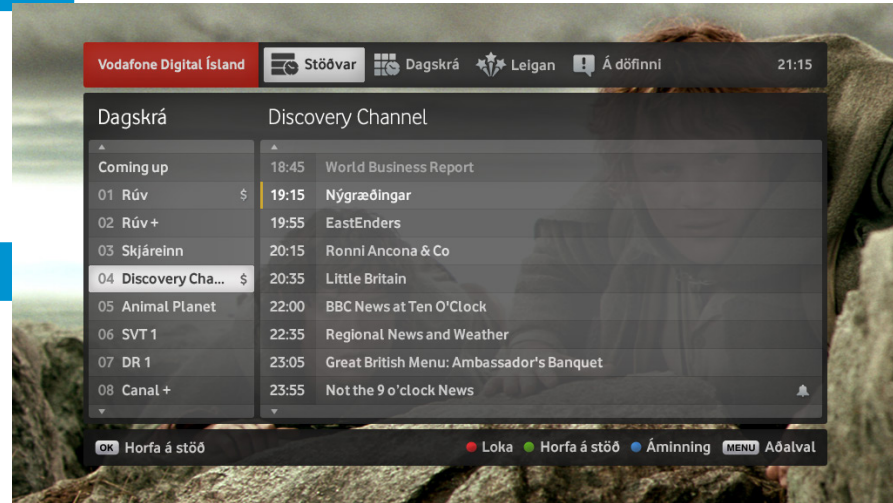 Vodafone Digital Ísland
Stöðvar
Dagskrá
Leigan
Á döfinni
21:15
Dagskrá
Coming up
01 Rúv $
02 Rúv +
03 Skjáreinn
04 Discovery Cha... $
05 Animal Planet
06 SVT 1
07 DR 1
08 Canal +
Discovery Channel
18:45 World Business Report
19:15 Nýgræðingar
19:55 EastEnders
20:15 Ronni Ancona & Co
20:35 Little Britain
22:00 BBC News at Ten O'Clock
22:35 Regional News and Weather
23:05 Great British Menu: Ambassador's Banquet
23:55 Not the 9 o'clock News
OK Horfa á stöð
Loka
Horfa á stöð
Áminning
MENU Aðalval